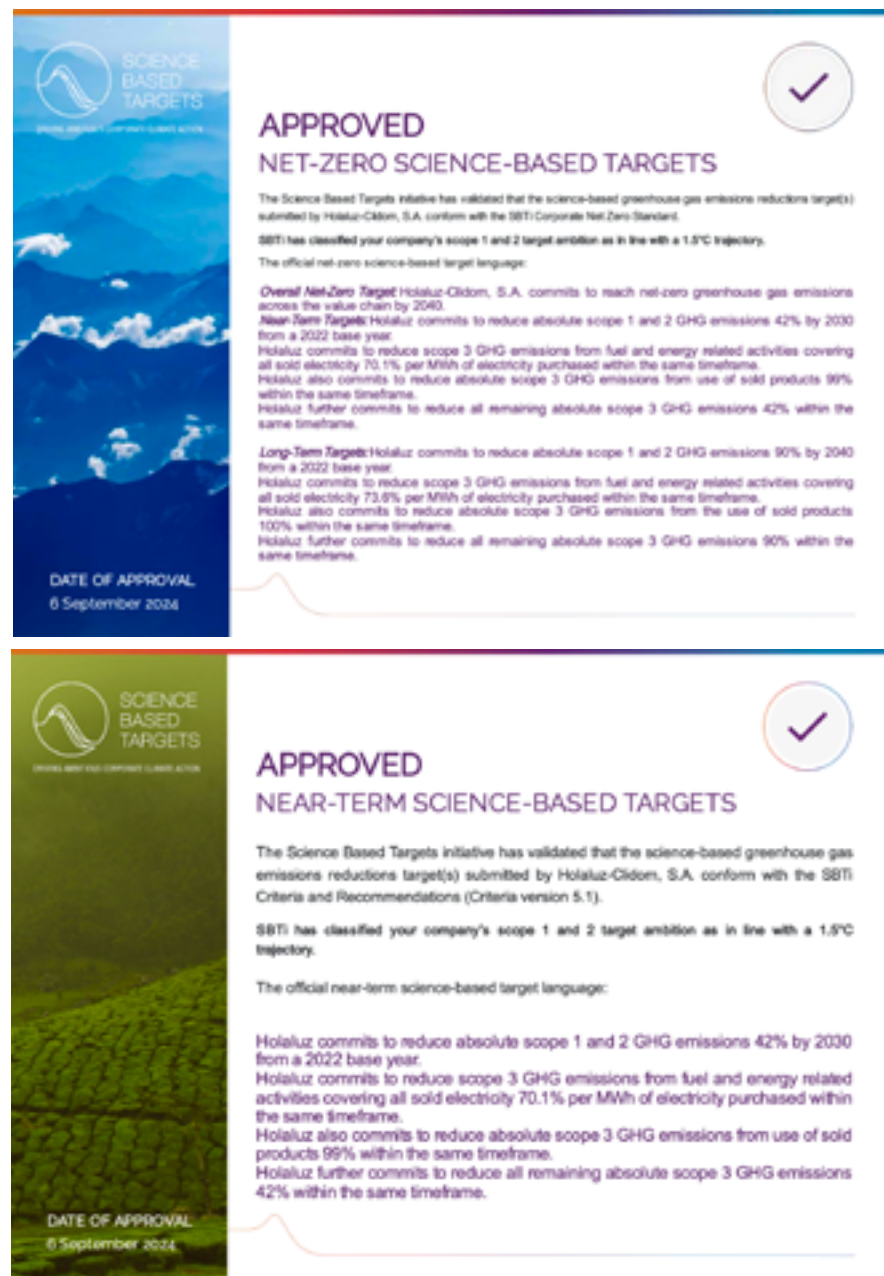 SCIENCE
BASED
TARGETS
DRIVING AMBITIOUS CORPORATE CLIMATE ACTION
APPROVED
NET-ZERO SCIENCE-BASED TARGETS
The Science Based Targets initiative has validated that the science-based greenhouse gas emissions reductions target(s)
submitted by Holaluz-Clidom, S.A. conform with the SBTi Corporate Net-Zero Standard.
SBTi has classified your company's scope 1 and 2 target ambition as in line with a 1.5°C trajectory.
The official net-zero science-based target language:
Overall Net-Zero Target: Holaluz-Clidom, S.A. commits to reach net-zero greenhouse gas emissions
across the value chain by 2040.
Near-Term Targets: Holaluz commits to reduce absolute scope 1 and 2 GHG emissions 42% by 2030
from a 2022 base year.
Holaluz commits to reduce scope 3 GHG emissions from fuel and energy related activities covering
all sold electricity 70.1% per MWh of electricity purchased within the same timeframe.
Holaluz also commits to reduce absolute scope 3 GHG emissions from use of sold products 99%
within the same timeframe.
Holaluz further commits to reduce all remaining absolute scope 3 GHG emissions 42% within the
same timeframe.
Long-Term Targets: Holaluz commits to reduce absolute scope 1 and 2 GHG emissions 90% by 2040
from a 2022 base year.
Holaluz commits to reduce scope 3 GHG emissions from fuel and energy related activities covering
all sold electricity 73.6% per MWh of electricity purchased within the same timeframe.
Holaluz also commits to reduce absolute scope 3 GHG emissions from the use of sold products
100% within the same timeframe.
Holaluz further commits to reduce all remaining absolute scope 3 GHG emissions 90% within the
same timeframe.
DATE OF APPROVAL
6 September 2024
SCIENCE
BASED
TARGETS
DRIVING AMBITIOUS CORPORATE CLIMATE ACTION
APPROVED
NEAR-TERM SCIENCE-BASED TARGETS
The Science Based Targets initiative has validated that the science-based greenhouse gas
emissions reductions target(s) submitted by Holaluz-Clidom, S.A. conform with the SBTi
Criteria and Recommendations (Criteria version 5.1).
SBTi has classified your company's scope 1 and 2 target ambition as in line with a 1.5°C
trajectory.
The official near-term science-based target language:
Holaluz commits to reduce absolute scope 1 and 2 GHG emissions 42% by 2030
from a 2022 base year.
Holaluz commits to reduce scope 3 GHG emissions from fuel and energy related
activities covering all sold electricity 70.1% per MWh of electricity purchased within
the same timeframe.
Holaluz also commits to reduce absolute scope 3 GHG emissions from use of sold
products 99% within the same timeframe.
Holaluz further commits to reduce all remaining absolute scope 3 GHG emissions
42% within the same timeframe.
DATE OF APPROVAL
6 September 2024